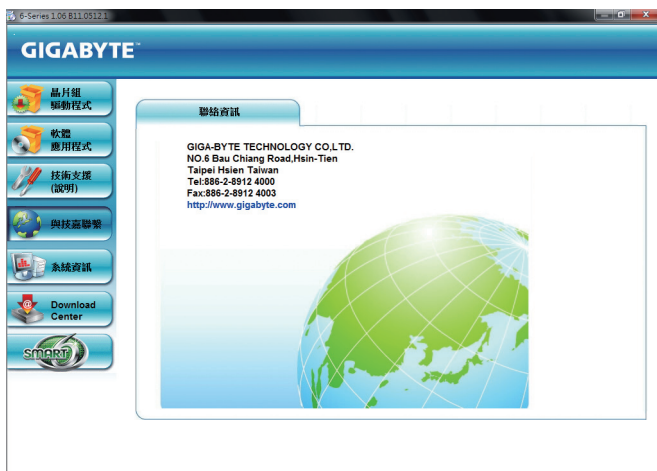 6-Series 1.06 B11.0512.1
GIGABYTE™
晶片組
驅動程式
軟體
應用程式
技術支援
(說明)
與技嘉聯繫
系統資訊
Download
Center
SMART 6
聯絡資訊
GIGA-BYTE TECHNOLOGY CO,LTD.
NO.6 Bau Chiang Road,Hsin-Tien
Taipei Hsien Taiwan
Tel:886-2-8912 4000
Fax:886-2-8912 4003
http://www.gigabyte.com